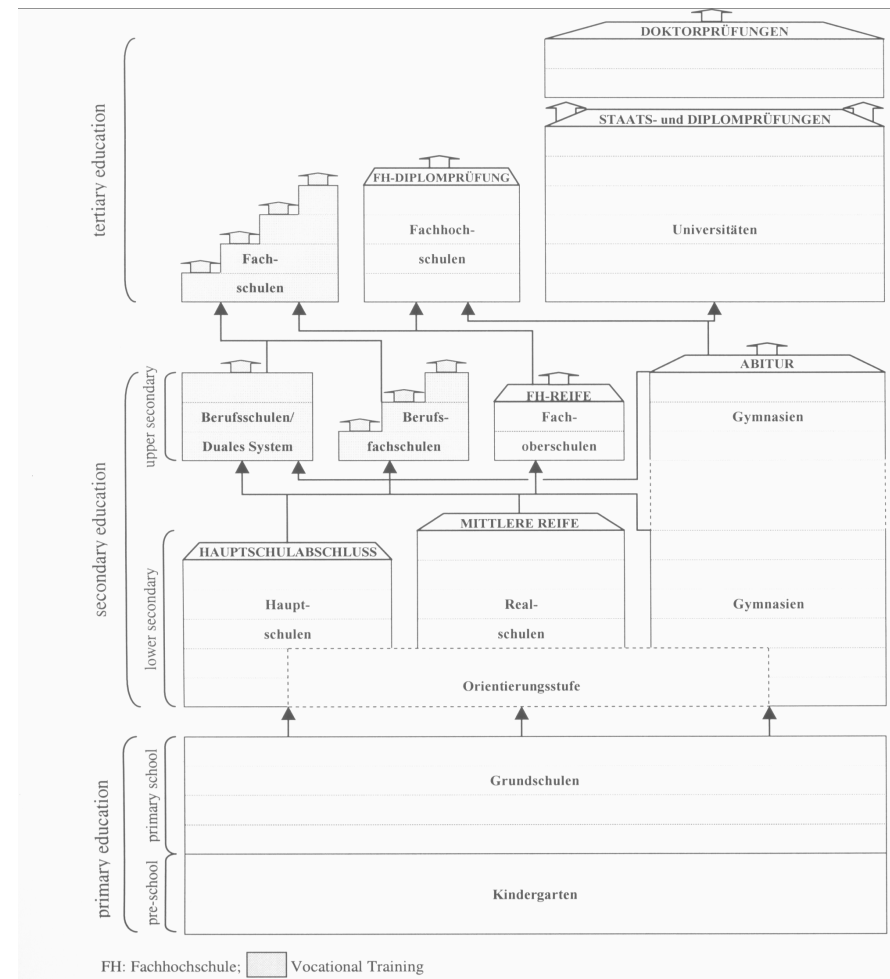 DOKTORPRÜFUNGEN
STAATS- und DIPLOMPRÜFUNGEN
tertiary education
FH-DIPLOMPRÜFUNG
Fach-
schulen
Fachhoch-
schulen
Universitäten
secondary education
upper secondary
Berufsschulen/
Duales System
Berufs-
fachschulen
FH-REIFE
Fach-
oberschulen
ABITUR
Gymnasien
lower secondary
HAUPTSCHULABSCHLUSS
Haupt-
schulen
MITTLERE REIFE
Real-
schulen
Gymnasien
Orientierungsstufe
primary education
primary school
Grundschulen
pre-school
Kindergarten
FH: Fachhochschule; Vocational Training